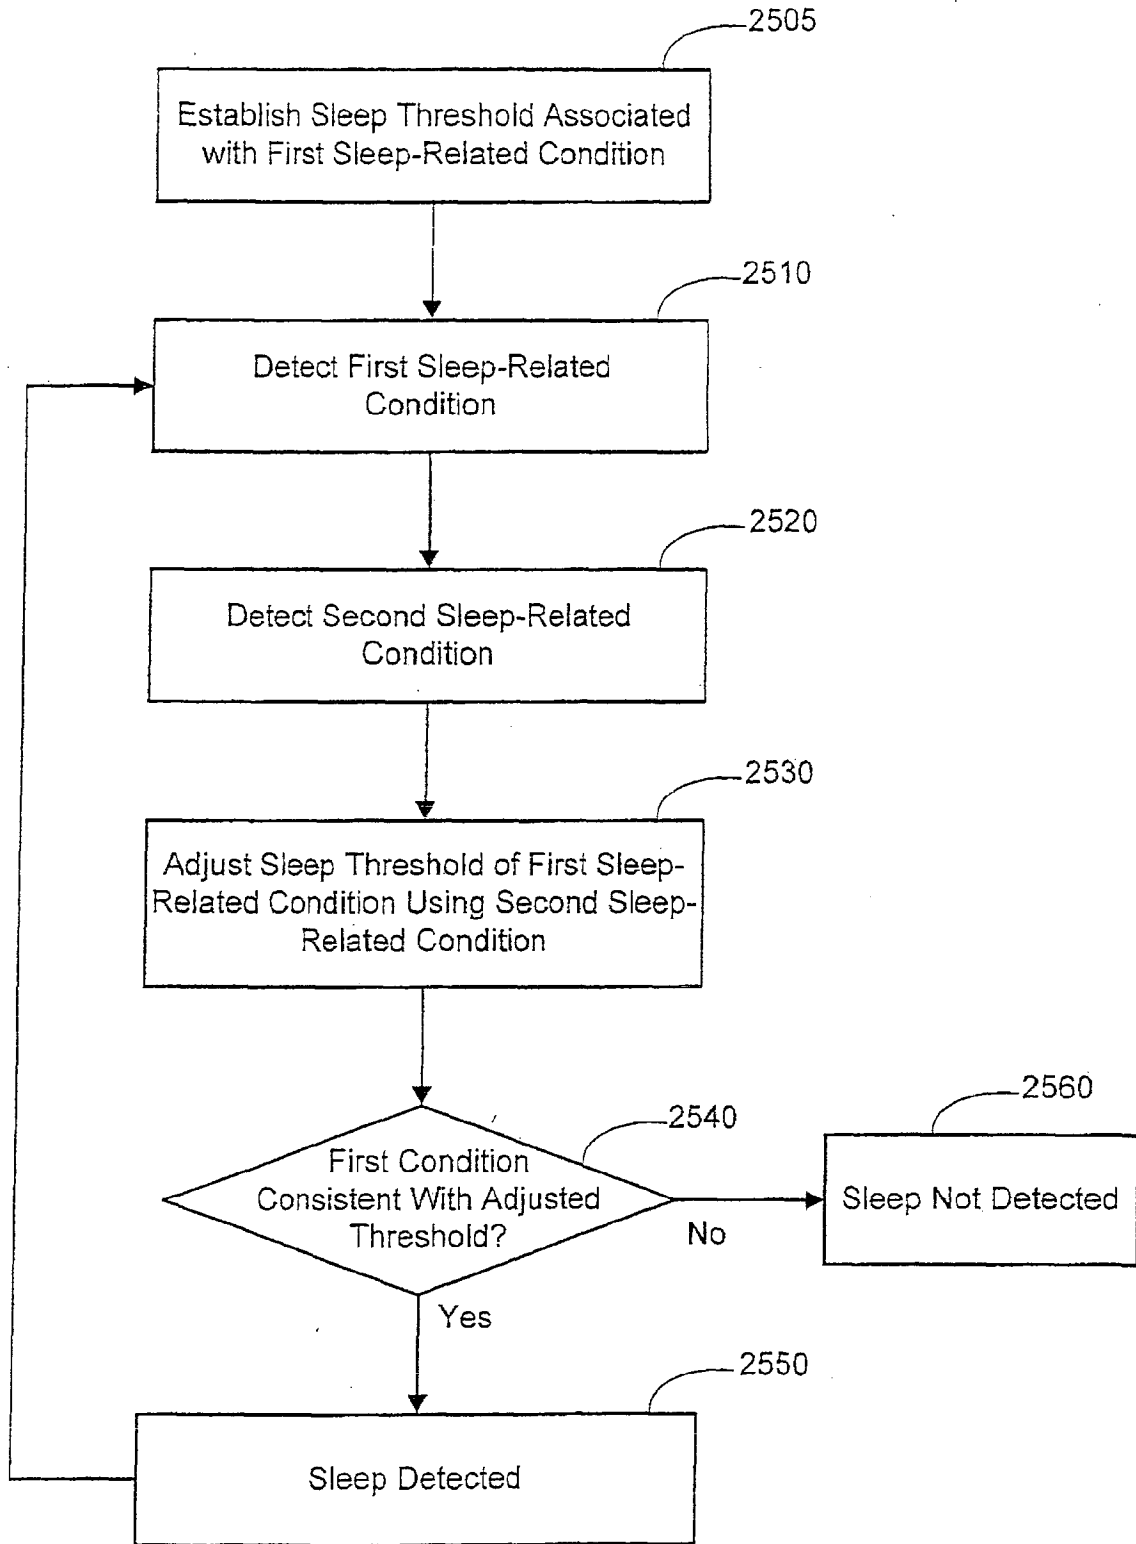 2505
Establish Sleep Threshold Associated
with First Sleep-Related Condition
2510
Detect First Sleep-Related
Condition
2520
Detect Second Sleep-Related
Condition
2530
Adjust Sleep Threshold of First Sleep-
Related Condition Using Second Sleep-
Related Condition
2540
First Condition
Consistent With Adjusted
Threshold?
No
2560
Sleep Not Detected
Yes
2550
Sleep Detected